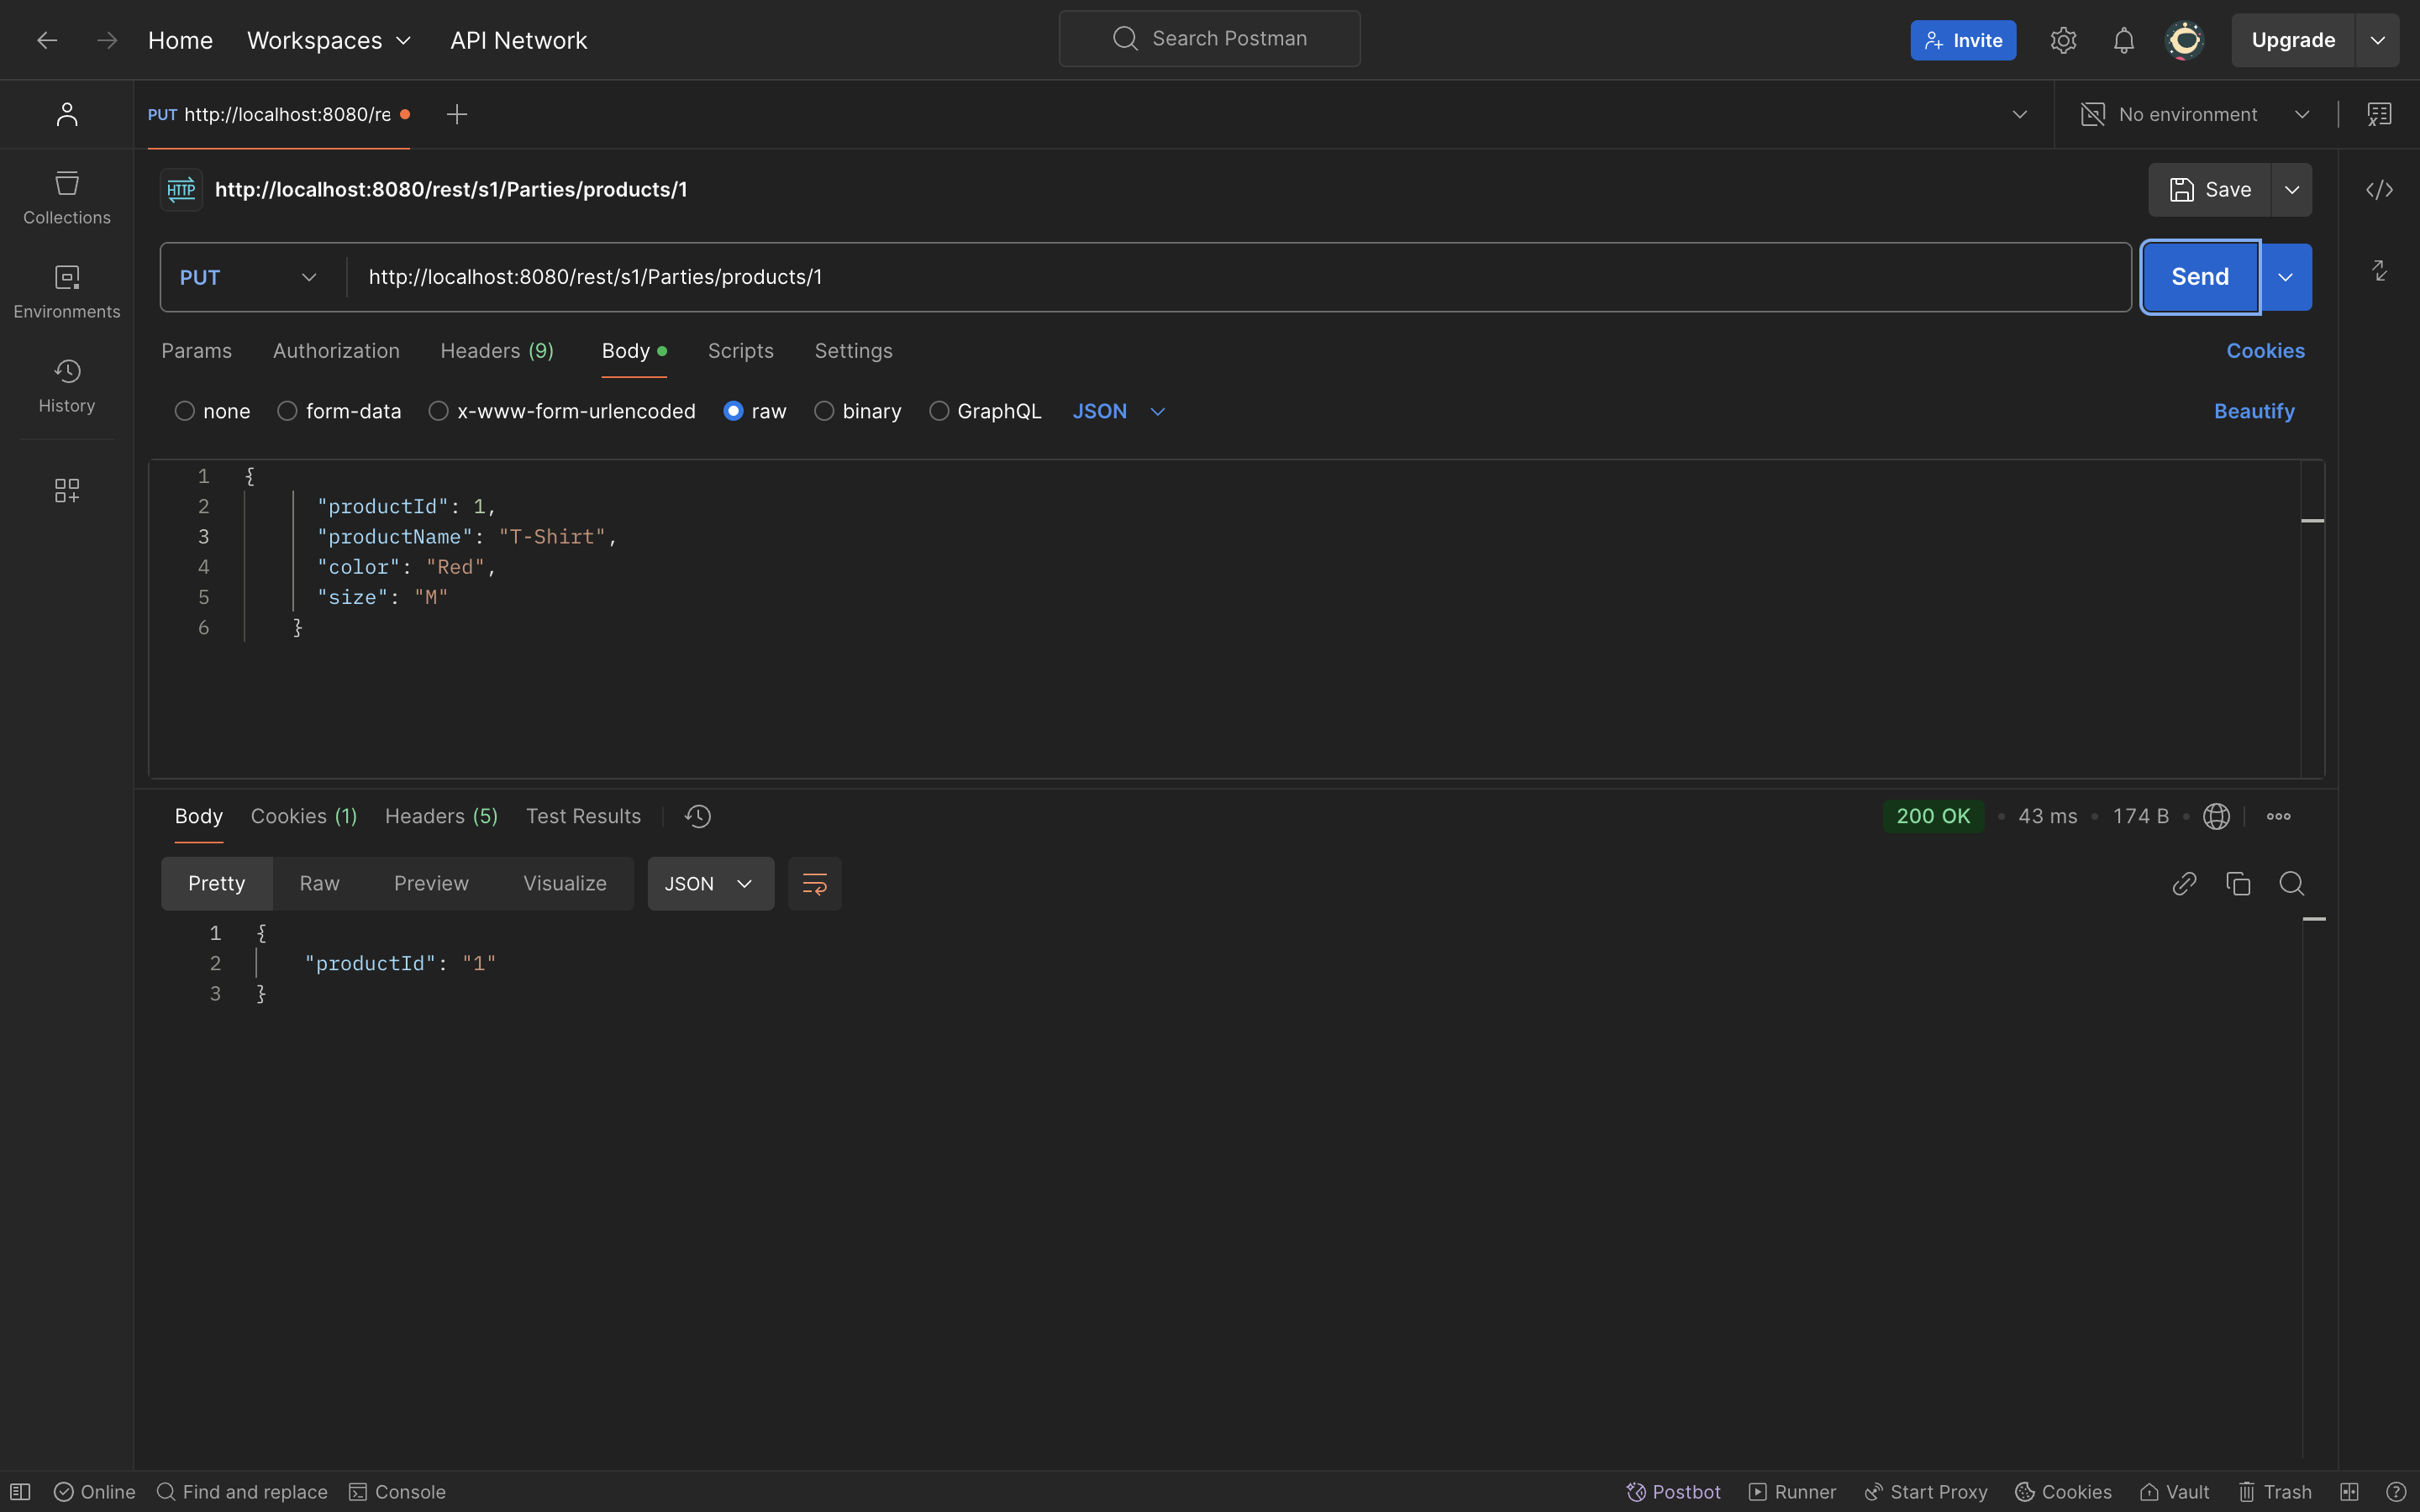 Home Workspaces API Network Search Postman Invite Upgrade
PUT http://localhost:8080/re No environment
HTTP http://localhost:8080/rest/s1/Parties/products/1 Save
Collections
PUT http://localhost:8080/rest/s1/Parties/products/1 Send
Environments
Params Authorization Headers (9) Body Scripts Settings Cookies
History
none form-data x-www-form-urlencoded raw binary GraphQL JSON Beautify
1 {
2 "productId": 1,
3 "productName": "T-Shirt",
4 "color": "Red",
5 "size": "M"
6 }
Body Cookies (1) Headers (5) Test Results 200 OK • 43 ms • 174 B •
Pretty Raw Preview Visualize JSON
1 {
2 "productId": "1"
3 }
Online Find and replace Console Postbot Runner Start Proxy Cookies Vault Trash